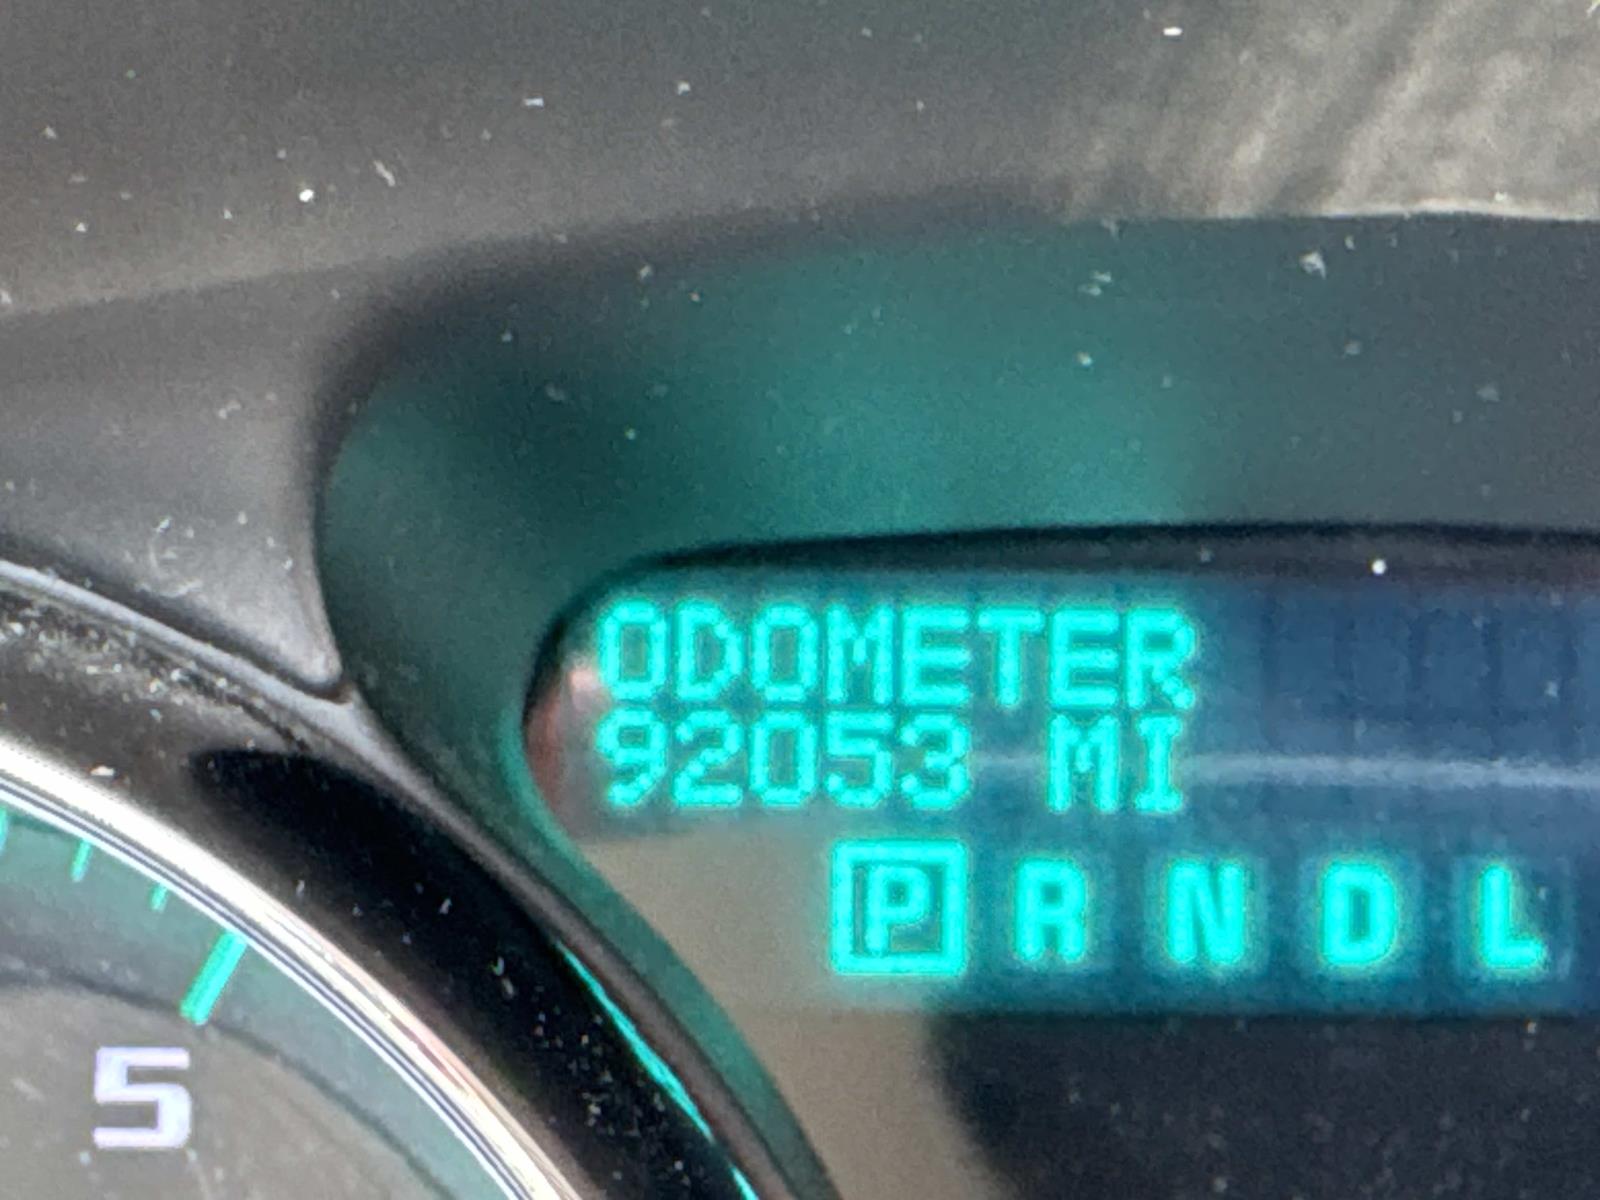 ODOMETER
92053 MI
P R N D L
5